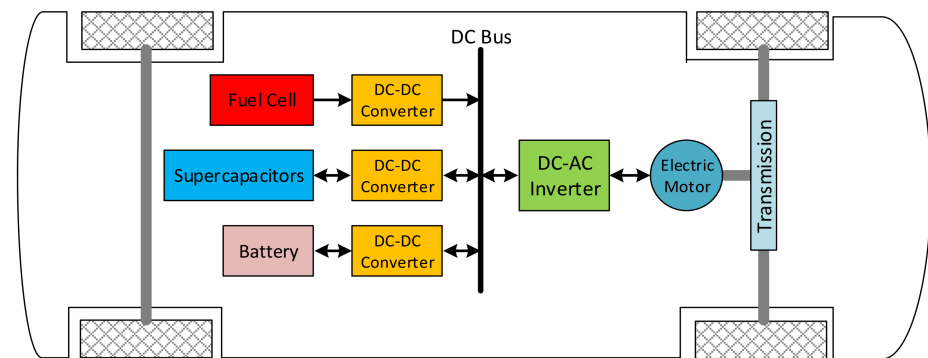 DC Bus
Fuel Cell
DC-DC
Converter
Supercapacitors
DC-DC
Converter
DC-AC
Inverter
Electric
Motor
Transmission
Battery
DC-DC
Converter